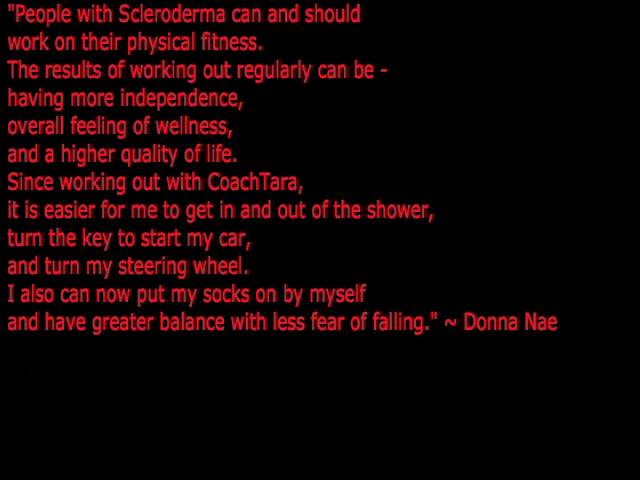 "People with Scleroderma can and should
work on their physical fitness.
The results of working out regularly can be -
having more independence,
overall feeling of wellness,
and a higher quality of life.
Since working out with CoachTara,
it is easier for me to get in and out of the shower,
turn the key to start my car,
and turn my steering wheel.
I also can now put my socks on by myself
and have greater balance with less fear of falling." ~ Donna Nae